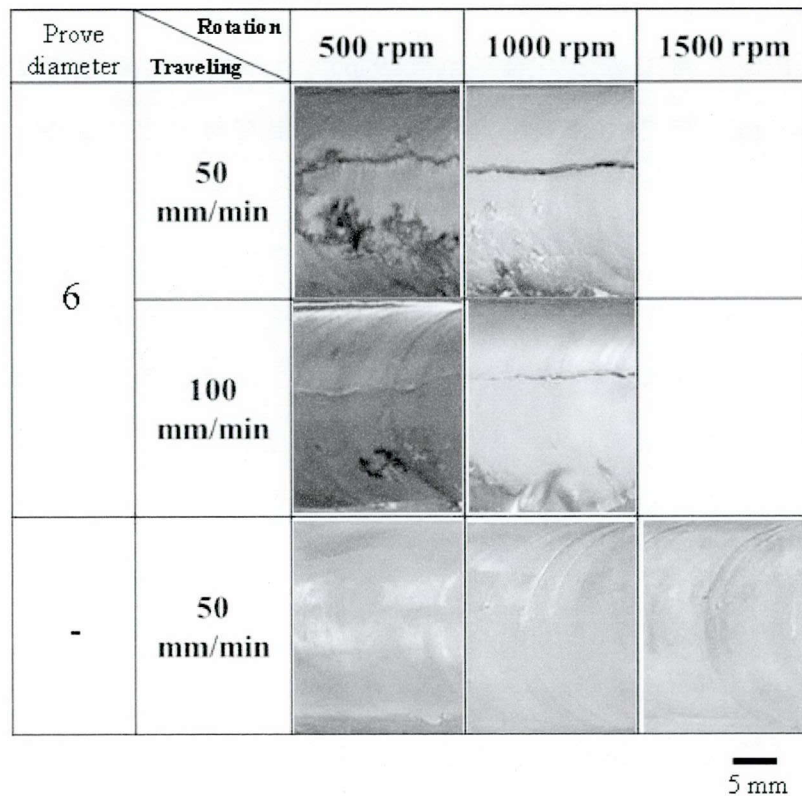 Prove
diameter
Rotation
Traveling
500 rpm
1000 rpm
1500 rpm
6
50
mm/min
100
mm/min
-
50
mm/min
5 mm